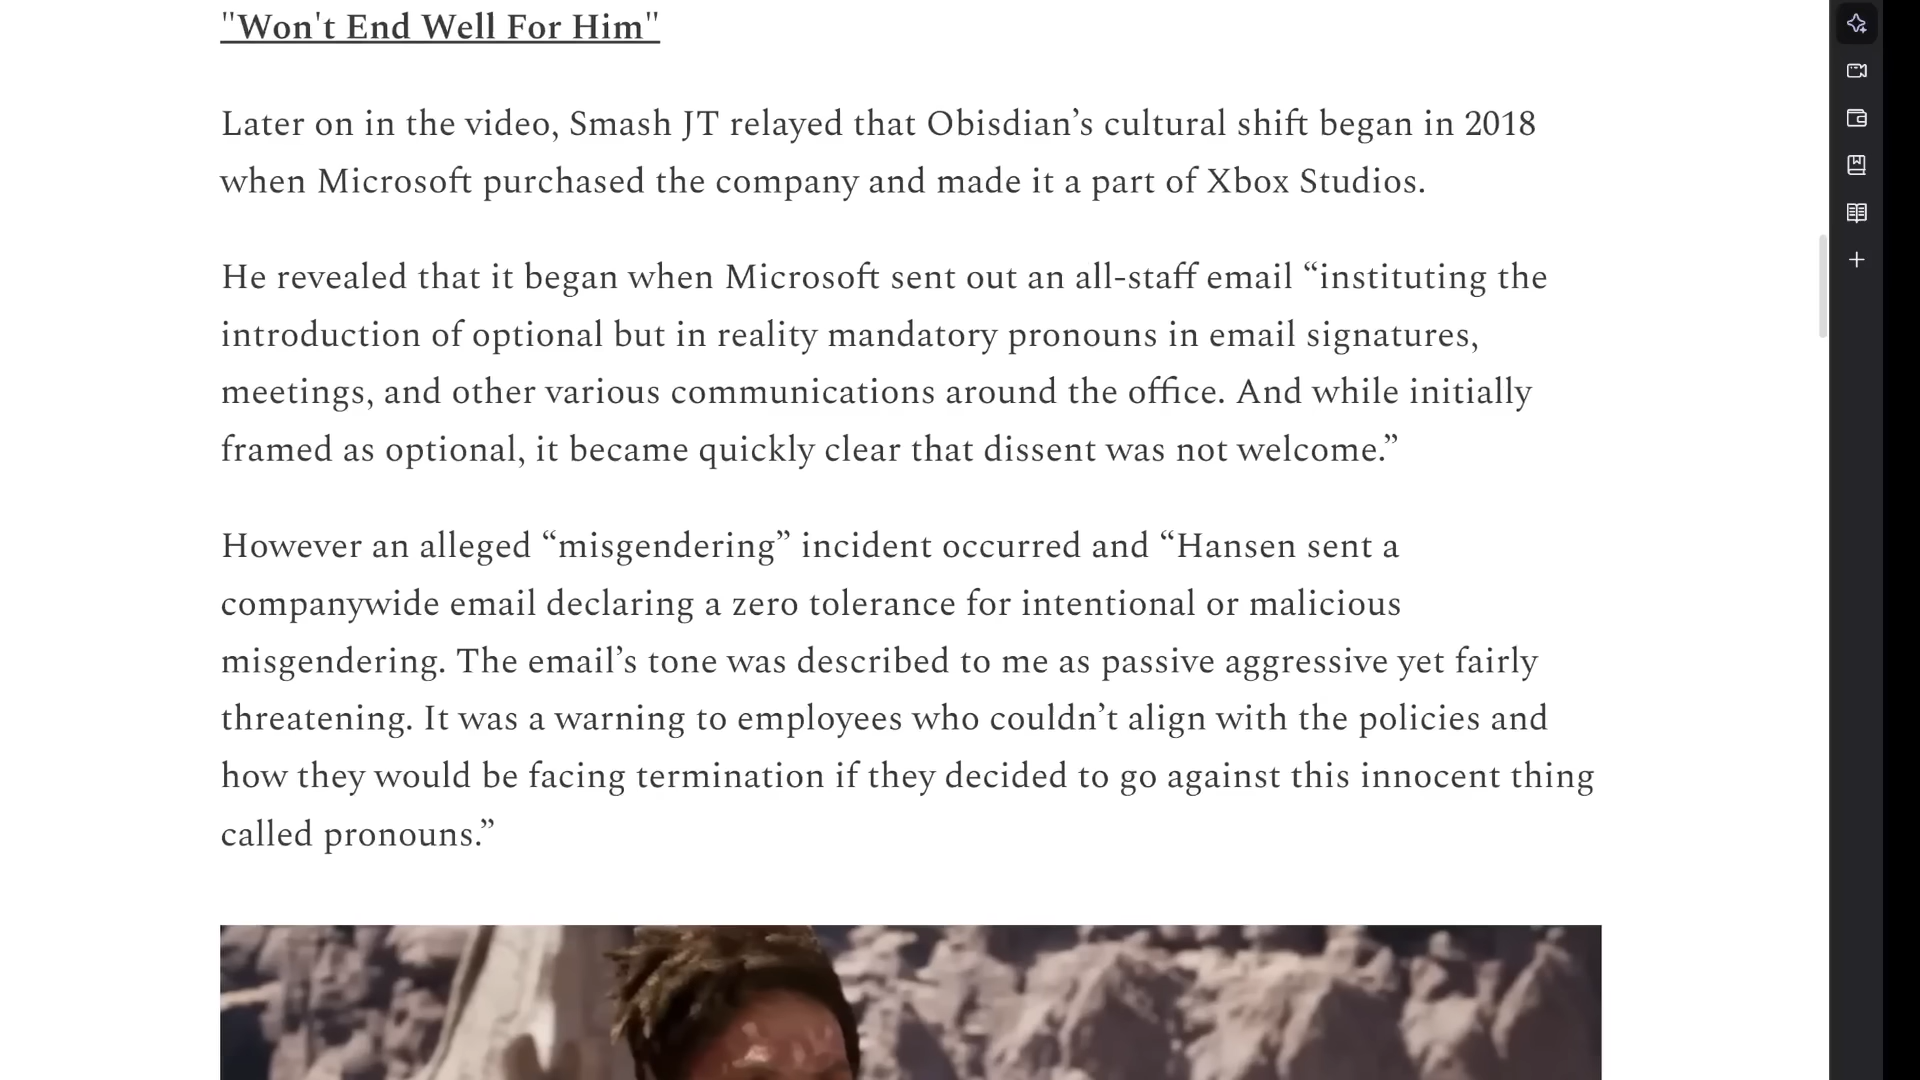 "Won't End Well For Him"
Later on in the video, Smash JT relayed that Obisdian’s cultural shift began in 2018
when Microsoft purchased the company and made it a part of Xbox Studios.
He revealed that it began when Microsoft sent out an all-staff email “instituting the
introduction of optional but in reality mandatory pronouns in email signatures,
meetings, and other various communications around the office. And while initially
framed as optional, it became quickly clear that dissent was not welcome.”
However an alleged “misgendering” incident occurred and “Hansen sent a
companywide email declaring a zero tolerance for intentional or malicious
misgendering. The email’s tone was described to me as passive aggressive yet fairly
threatening. It was a warning to employees who couldn’t align with the policies and
how they would be facing termination if they decided to go against this innocent thing
called pronouns.”